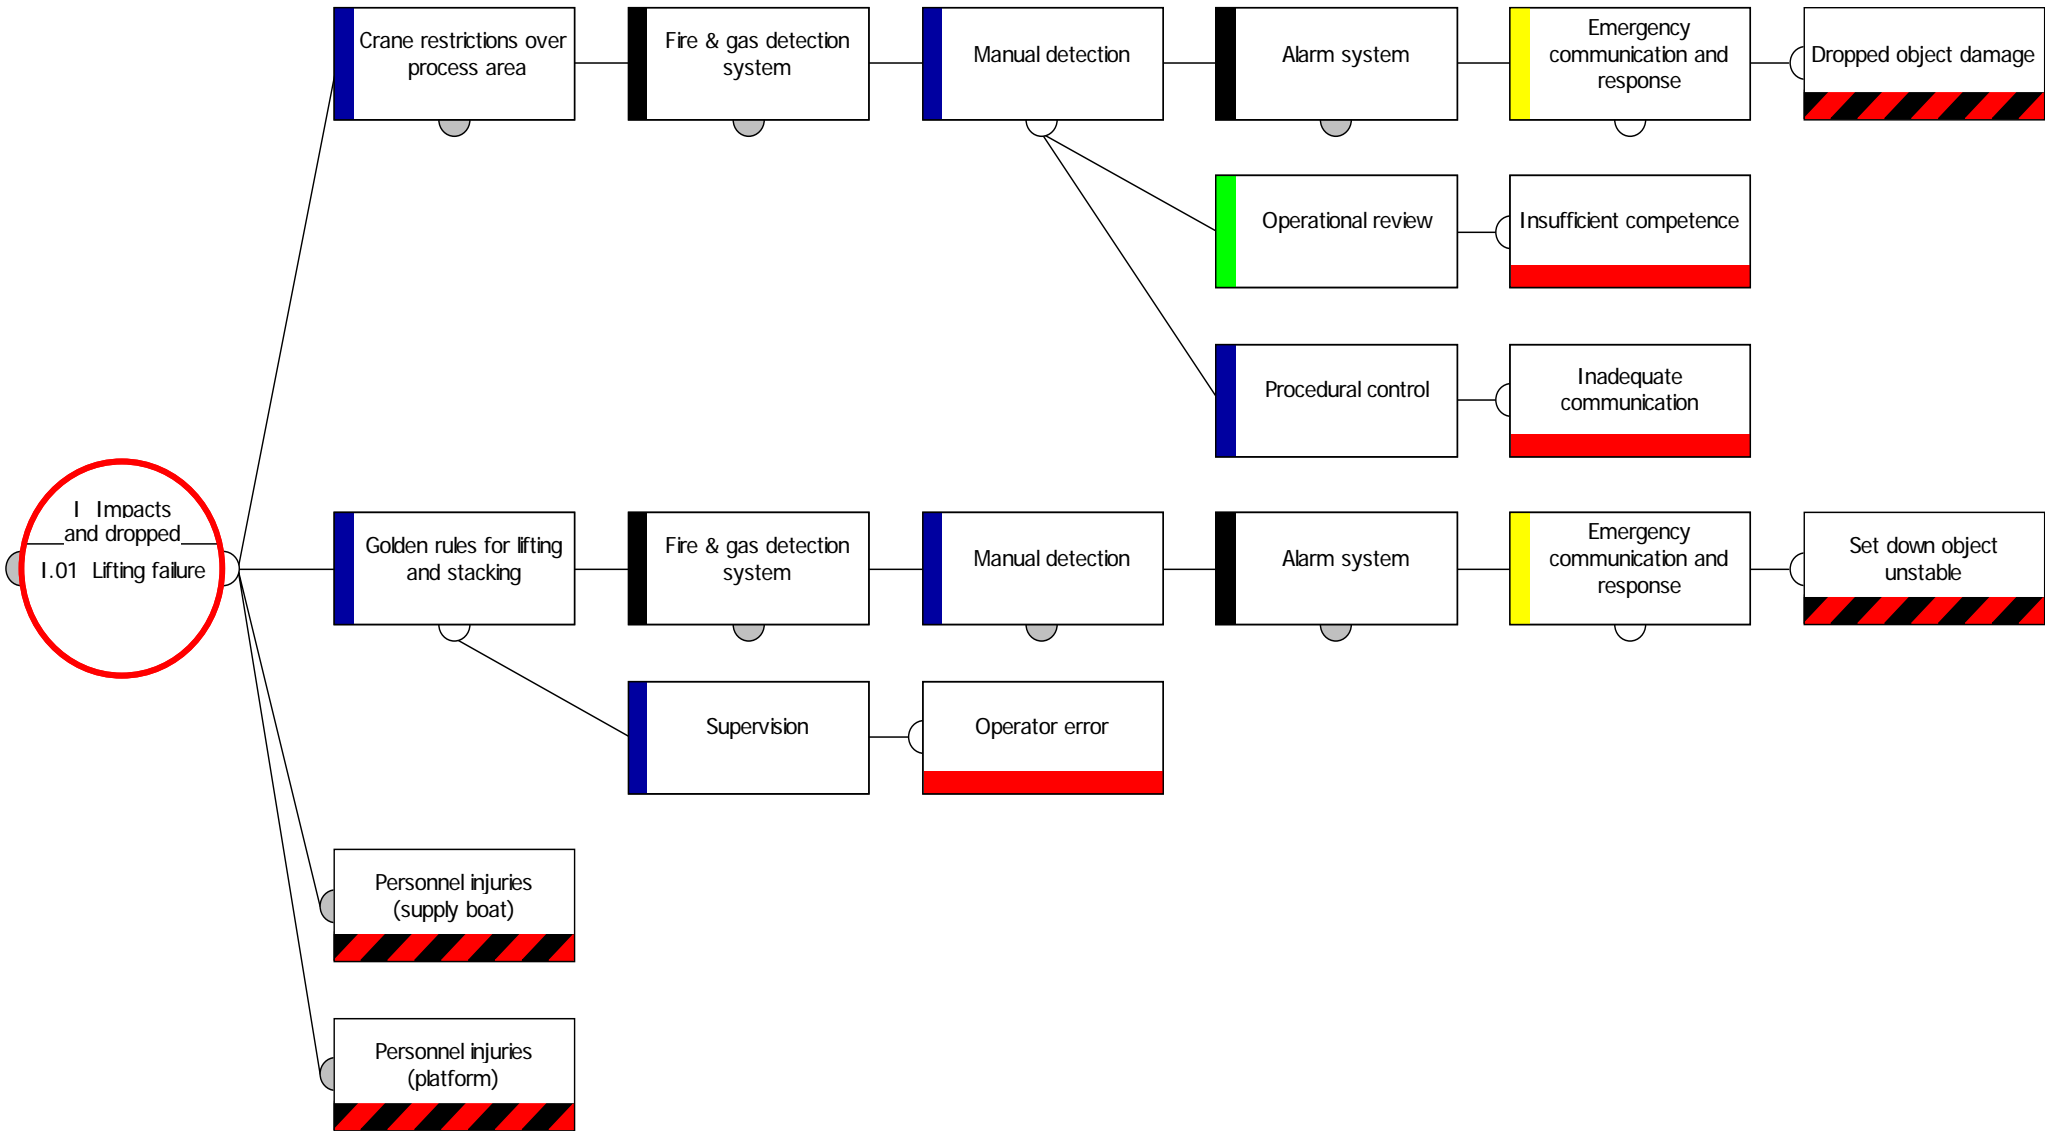 Crane restrictions over
process area
Fire & gas detection
system
Manual detection
Alarm system
Emergency
communication and
response
Dropped object damage
Operational review
Insufficient competence
Procedural control
Inadequate
communication
I Impacts
and dropped
I.01 Lifting failure
Golden rules for lifting
and stacking
Fire & gas detection
system
Manual detection
Alarm system
Emergency
communication and
response
Set down object
unstable
Supervision
Operator error
Personnel injuries
(supply boat)
Personnel injuries
(platform)